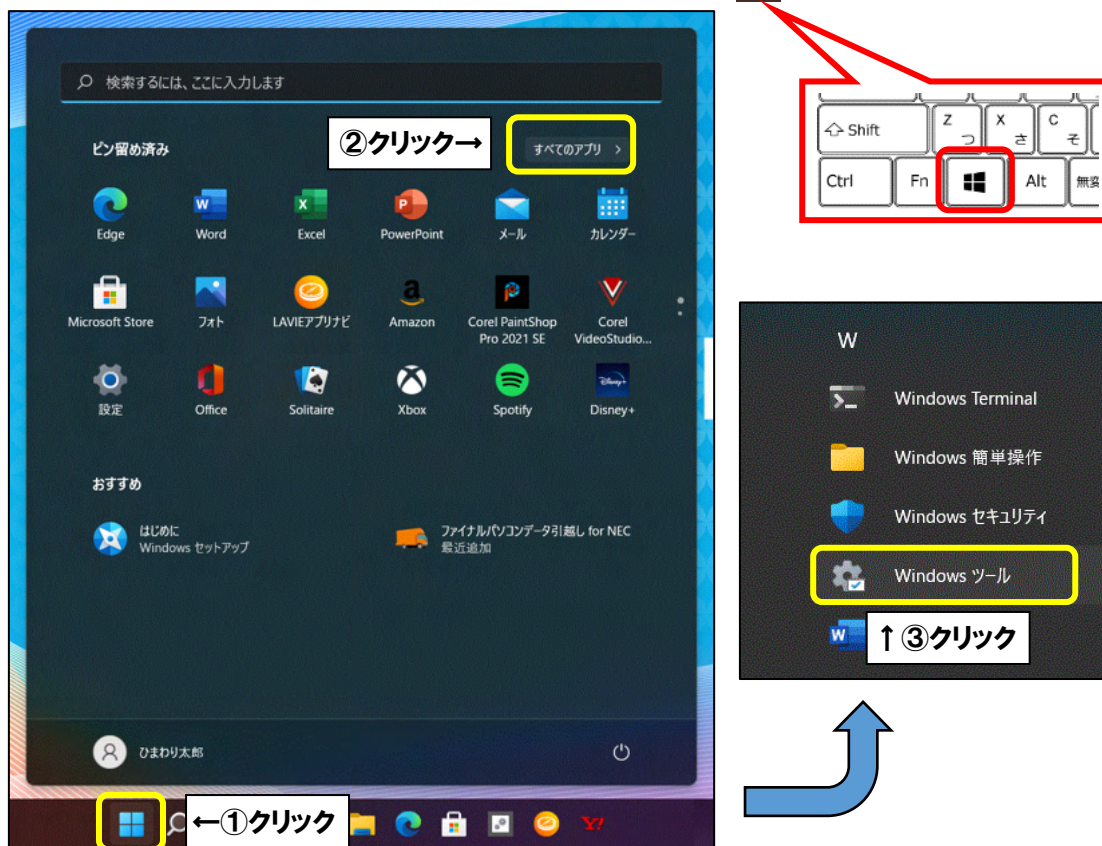 検索するには、ここに入力します
ピン留め済み
②クリック→
すべてのアプリ >
Edge
Word
Excel
PowerPoint
メール
カレンダー
Microsoft Store
フォト
LAVIEアプリナビ
Amazon
Corel PaintShop
Pro 2021 SE
Corel
VideoStudio...
設定
Office
Solitaire
Xbox
Spotify
Disney+
Disney+
おすすめ
はじめに
Windows セットアップ
ファイナルパソコンデータ引越し for NEC
最近追加
ひまわり太郎
←①クリック
Y!
Shift
Z
っ
X
さ
C
そ
Ctrl
Fn
Alt
無変
W
Windows Terminal
Windows 簡単操作
Windows セキュリティ
Windows ツール
↑③クリック